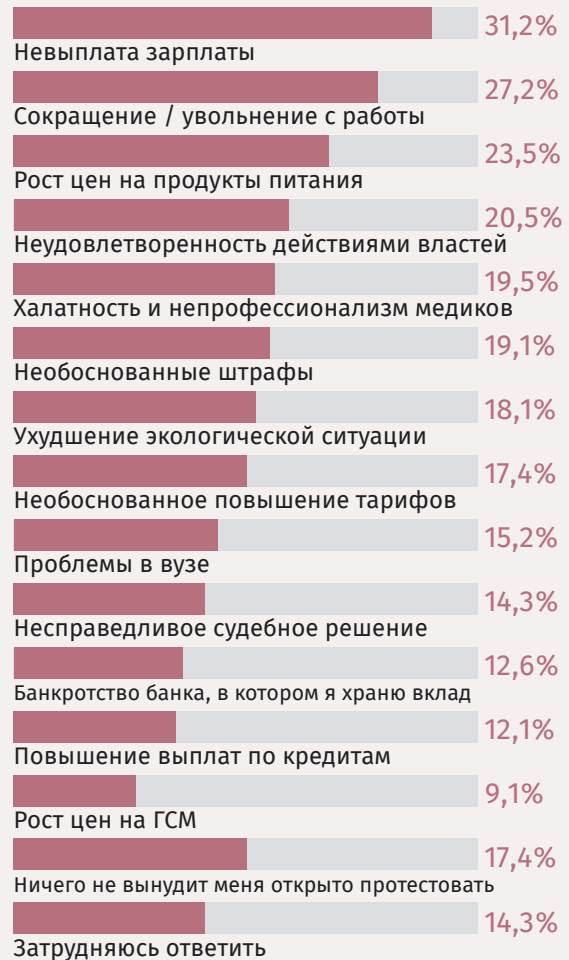 31,2%
Невыплата зарплаты
27,2%
Сокращение / увольнение с работы
23,5%
Рост цен на продукты питания
20,5%
Неудовлетворенность действиями властей
19,5%
Халатность и непрофессионализм медиков
19,1%
Необоснованные штрафы
18,1%
Ухудшение экологической ситуации
17,4%
Необоснованное повышение тарифов
15,2%
Проблемы в вузе
14,3%
Несправедливое судебное решение
12,6%
Банкротство банка, в котором я храню вклад
12,1%
Повышение выплат по кредитам
9,1%
Рост цен на ГСМ
17,4%
Ничего не вынудит меня открыто протестовать
14,3%
Затрудняюсь ответить